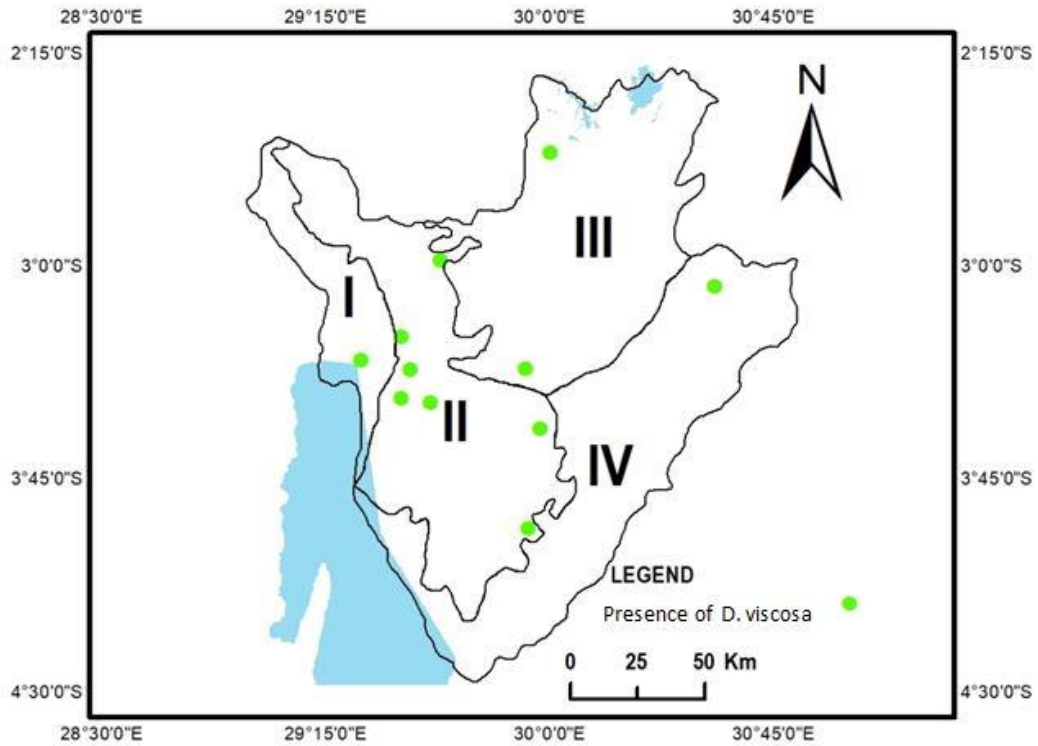 28°30'0"E 29°15'0"E 30°0'0"E 30°45'0"E
2°15'0"S 2°15'0"S
N
III
3°0'0"S 3°0'0"S
I
II
IV
3°45'0"S 3°45'0"S
LEGEND
Presence of D. viscosa
0 25 50 Km
4°30'0"S 4°30'0"S
28°30'0"E 29°15'0"E 30°0'0"E 30°45'0"E